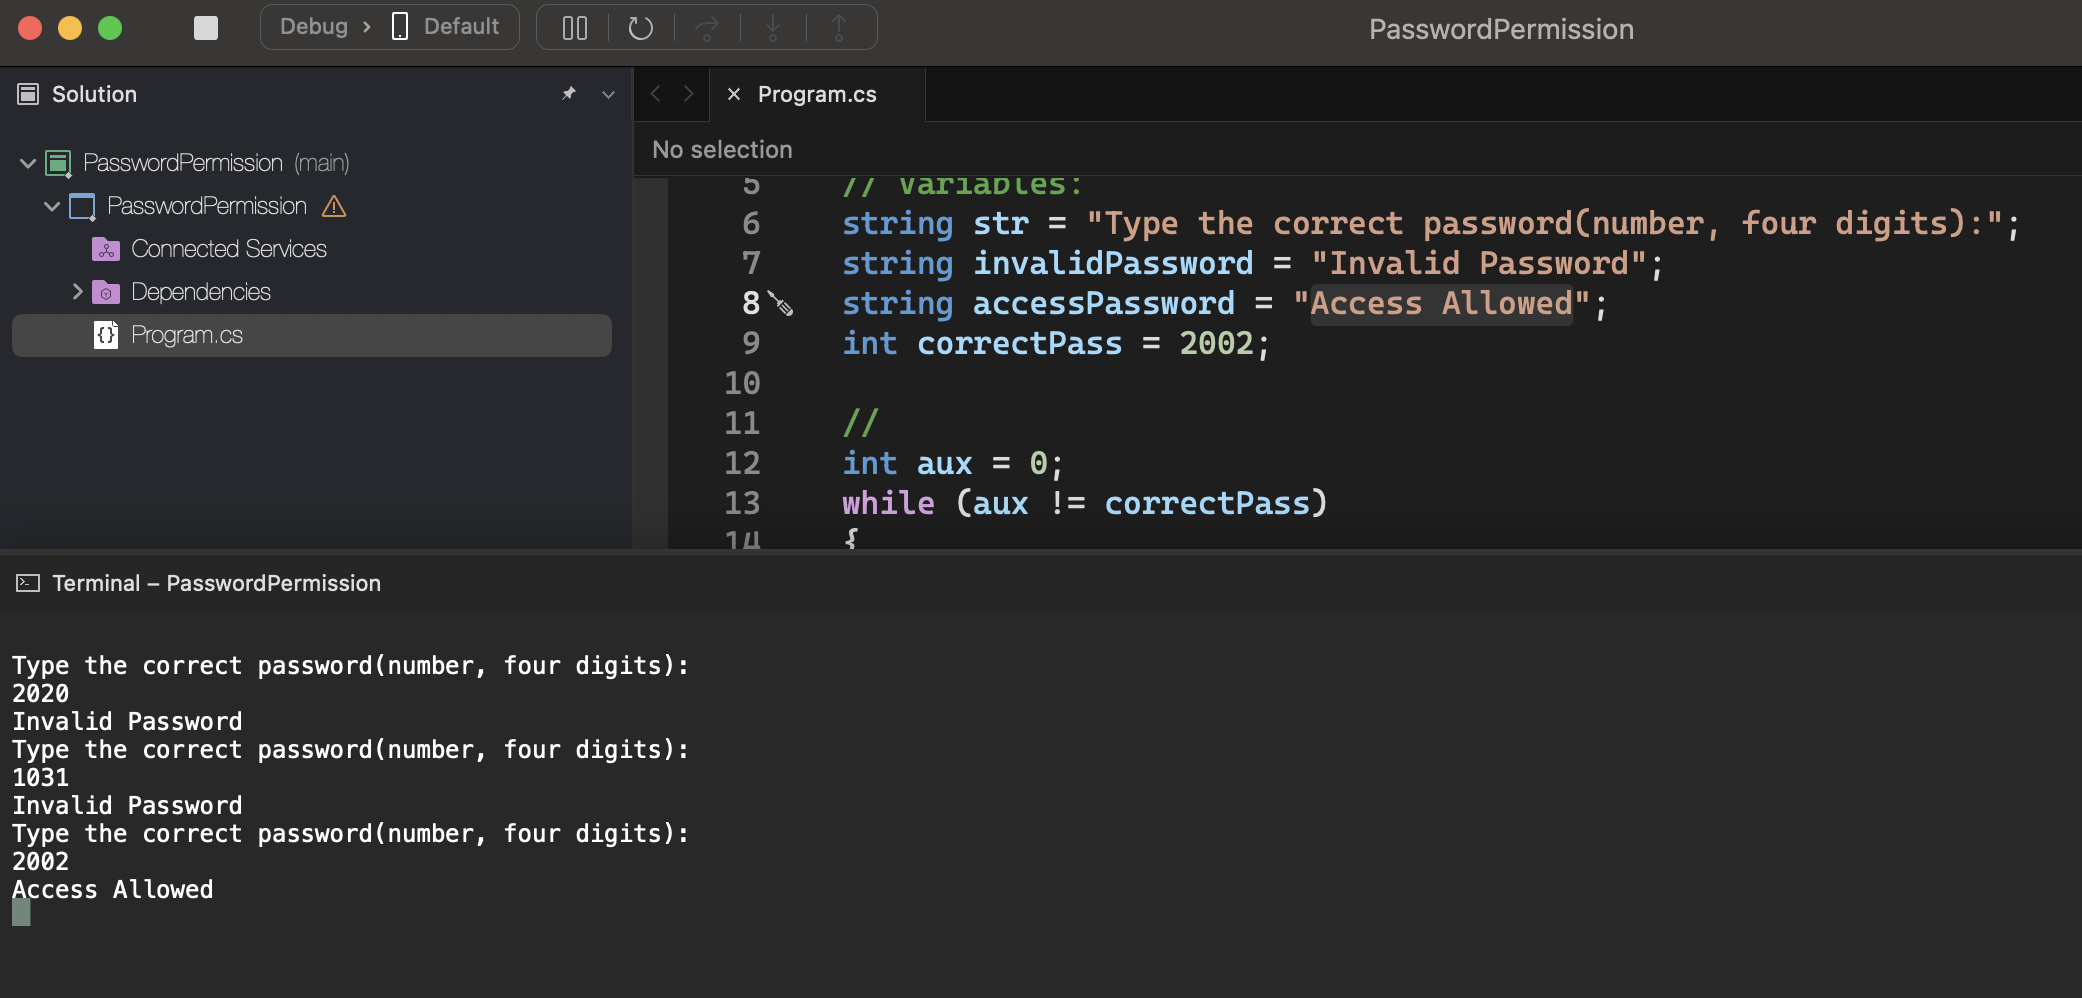 Debug › Default
PasswordPermission
Solution
PasswordPermission (main)
PasswordPermission
Connected Services
Dependencies
Program.cs
Program.cs
No selection
5 // Variables:
6 string str = "Type the correct password(number, four digits):";
7 string invalidPassword = "Invalid Password";
8 string accessPassword = "Access Allowed";
9 int correctPass = 2002;
10
11 //
12 int aux = 0;
13 while (aux != correctPass)
14 {
Terminal – PasswordPermission
Type the correct password(number, four digits):
2020
Invalid Password
Type the correct password(number, four digits):
1031
Invalid Password
Type the correct password(number, four digits):
2002
Access Allowed